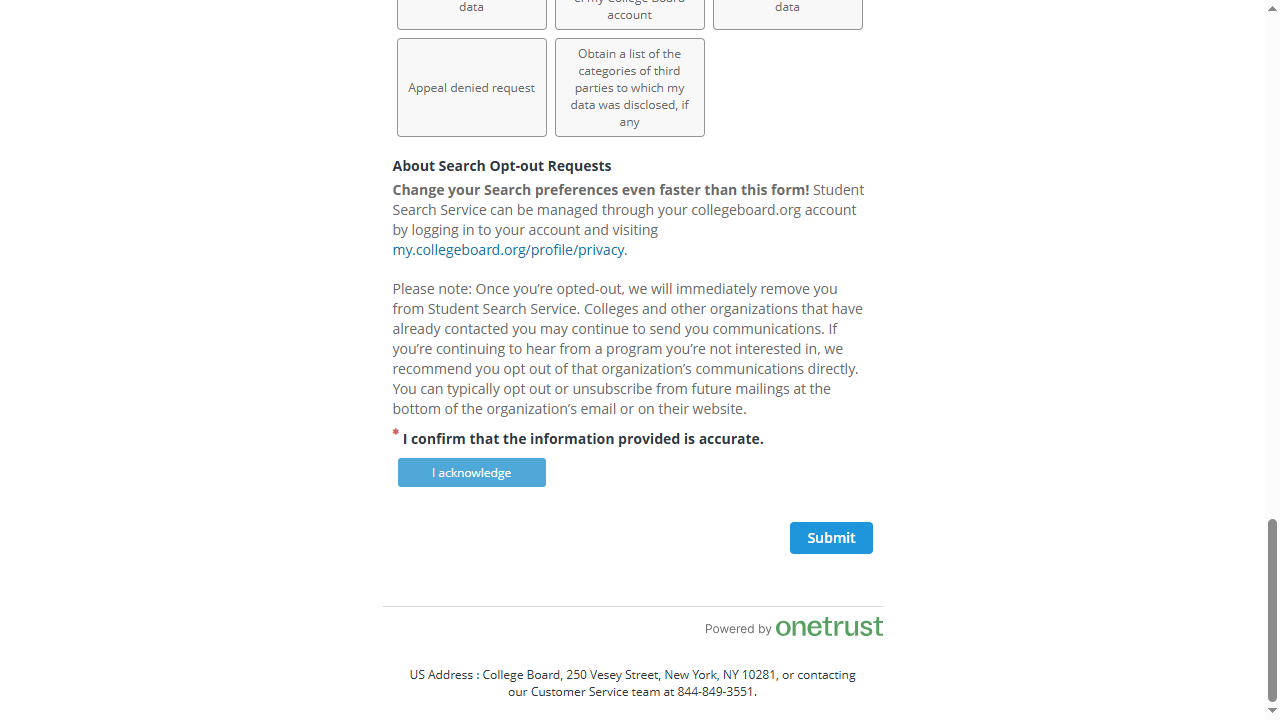 data
account
data
Appeal denied request
Obtain a list of the
categories of third
parties to which my
data was disclosed, if
any
About Search Opt-out Requests
Change your Search preferences even faster than this form! Student
Search Service can be managed through your collegeboard.org account
by logging in to your account and visiting
my.collegeboard.org/profile/privacy.
Please note: Once you’re opted-out, we will immediately remove you
from Student Search Service. Colleges and other organizations that have
already contacted you may continue to send you communications. If
you’re continuing to hear from a program you’re not interested in, we
recommend you opt out of that organization’s communications directly.
You can typically opt out or unsubscribe from future mailings at the
bottom of the organization’s email or on their website.
* I confirm that the information provided is accurate.
I acknowledge
Submit
Powered by onetrust
US Address : College Board, 250 Vesey Street, New York, NY 10281, or contacting
our Customer Service team at 844-849-3551.